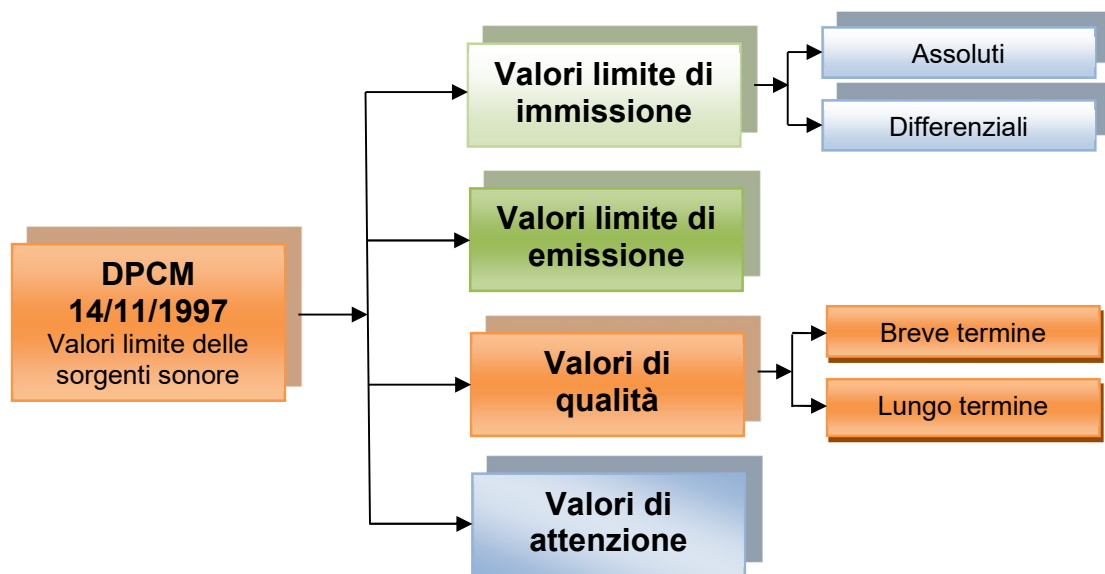 DPCM
14/11/1997
Valori limite delle
sorgenti sonore
Valori limite di
immissione
Assoluti
Differenziali
Valori limite di
emissione
Valori di
qualità
Breve termine
Lungo termine
Valori di
attenzione